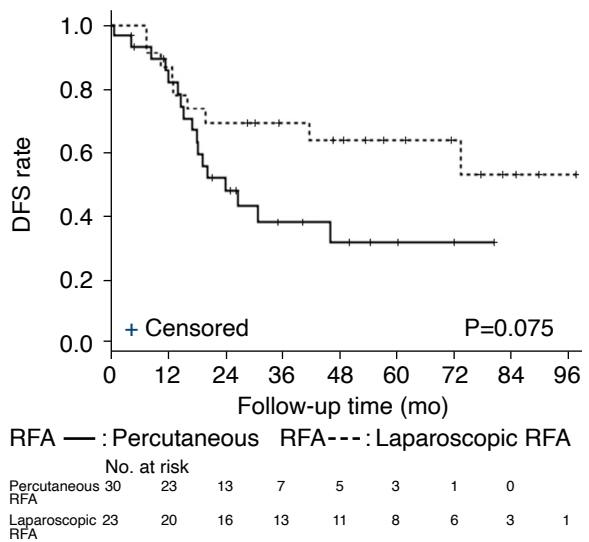 1.0
0.8
0.6
0.4
0.2
0.0
DFS rate
+ Censored
P=0.075
0 12 24 36 48 60 72 84 96
Follow-up time (mo)
RFA — : Percutaneous RFA---: Laparoscopic RFA
No. at risk
Percutaneous 30 23 13 7 5 3 1 0
RFA
Laparoscopic 23 20 16 13 11 8 6 3 1
RFA